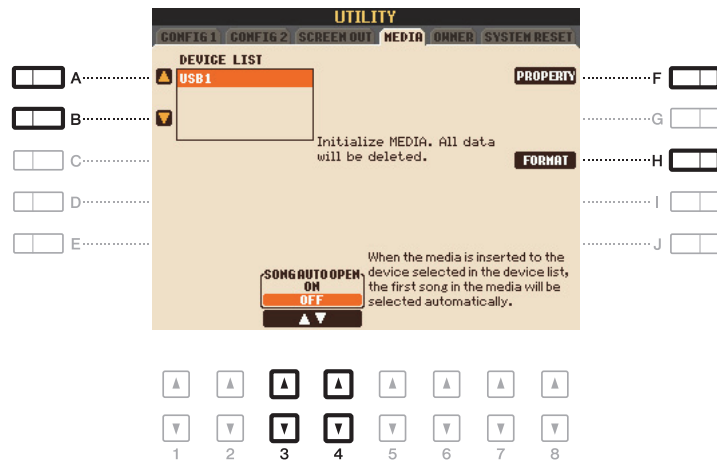 UTILITY
CONFIG 1 CONFIG 2 SCREEN OUT MEDIA OWNER SYSTEM RESET
DEVICE LIST
USB1
PROPERTY
Initialize MEDIA. All data
will be deleted.
FORMAT
When the media is inserted to the
device selected in the device list,
the first song in the media will be
selected automatically.
SONG AUTO OPEN
ON
OFF
A
B
C
D
E
F
G
H
I
J
1 2 3 4 5 6 7 8